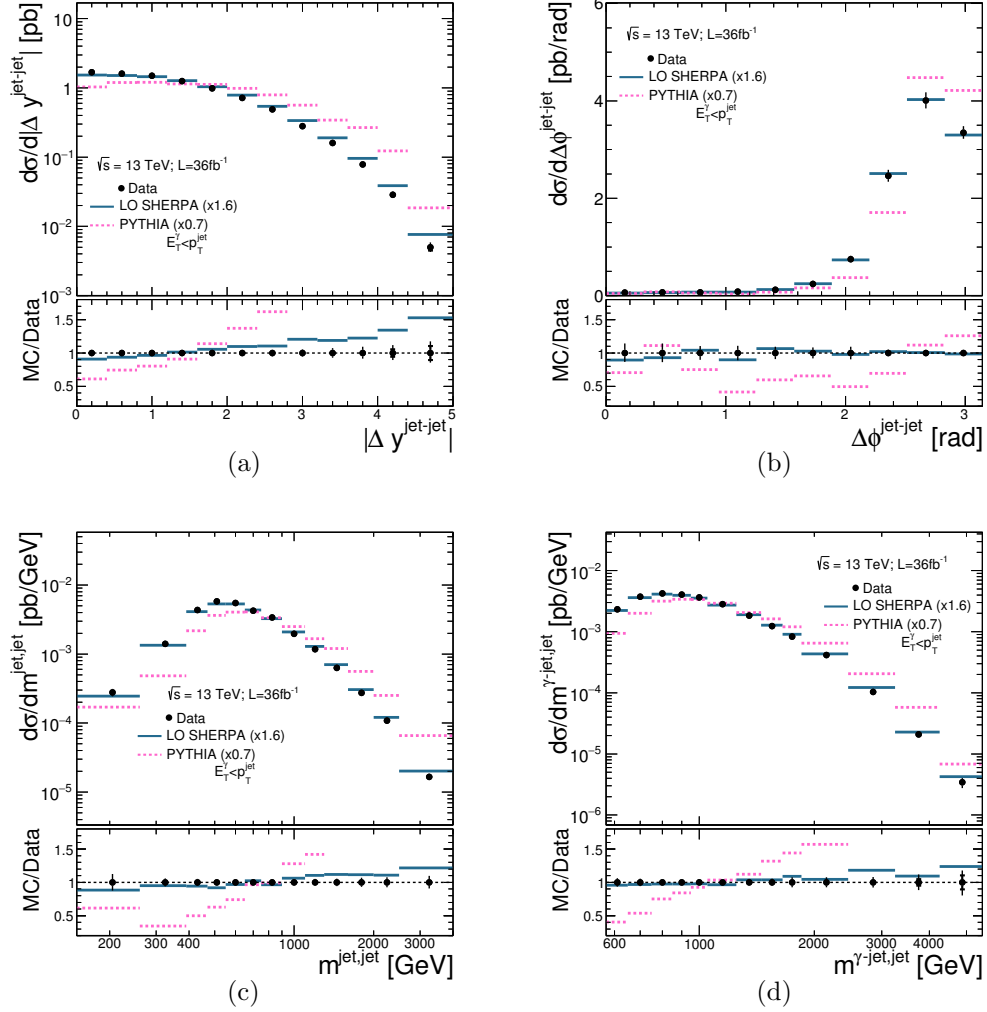 dσ/d|Δ y^jet-jet| [pb]
10
1
10⁻¹
10⁻²
10⁻³
√s = 13 TeV; L=36fb⁻¹
Data
LO SHERPA (x1.6)
PYTHIA (x0.7)
E_T^γ<p_T^jet
MC/Data
1.5
1
0.5
0 1 2 3 4 5
|Δ y^jet-jet|
(a)
dσ/dΔϕ^jet-jet [pb/rad]
6
4
2
0
√s = 13 TeV; L=36fb⁻¹
Data
LO SHERPA (x1.6)
PYTHIA (x0.7)
E_T^γ<p_T^jet
MC/Data
1.5
1
0.5
0 1 2 3
Δϕ^jet-jet [rad]
(b)
dσ/dm^jet,jet [pb/GeV]
10⁻²
10⁻³
10⁻⁴
10⁻⁵
√s = 13 TeV; L=36fb⁻¹
Data
LO SHERPA (x1.6)
PYTHIA (x0.7)
E_T^γ<p_T^jet
MC/Data
1.5
1
0.5
200 300 400 1000 2000 3000
m^jet,jet [GeV]
(c)
dσ/dm^γ-jet,jet [pb/GeV]
10⁻²
10⁻³
10⁻⁴
10⁻⁵
10⁻⁶
√s = 13 TeV; L=36fb⁻¹
Data
LO SHERPA (x1.6)
PYTHIA (x0.7)
E_T^γ<p_T^jet
MC/Data
1.5
1
0.5
600 1000 2000 3000 4000
m^γ-jet,jet [GeV]
(d)